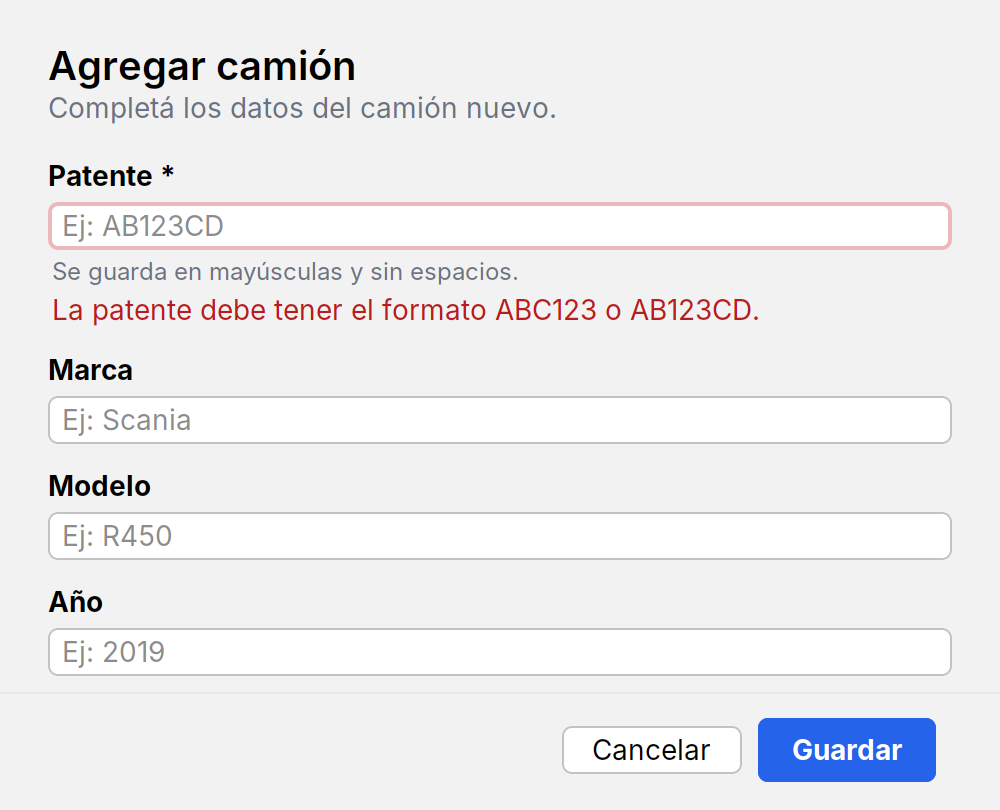 Agregar camión
Completá los datos del camión nuevo.
Patente *
Ej: AB123CD
Se guarda en mayúsculas y sin espacios.
La patente debe tener el formato ABC123 o AB123CD.
Marca
Ej: Scania
Modelo
Ej: R450
Año
Ej: 2019
Cancelar
Guardar